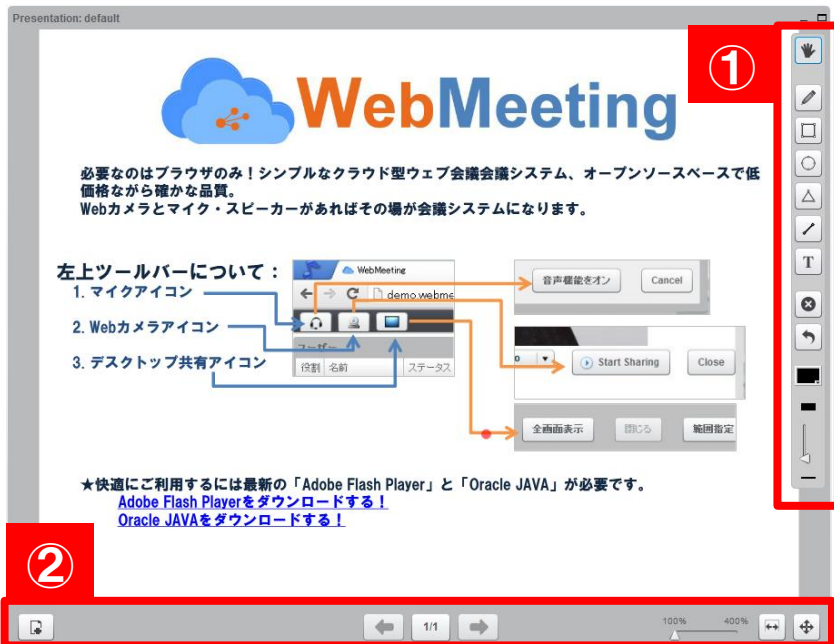 Presentation: default
①
WebMeeting
必要なのはブラウザのみ！シンプルなクラウド型ウェブ会議会議システム、オープンソースベースで低
価格ながら確かな品質。
Webカメラとマイク・スピーカーがあればその場が会議システムになります。
左上ツールバーについて：
1. マイクアイコン
2. Webカメラアイコン
3. デスクトップ共有アイコン
WebMeeting
demo.webme
ユーザー
役割 名前 ステータス
音声機能をオン Cancel
o Start Sharing Close
全画面表示 閉じる 範囲指定
★快適にご利用するには最新の「Adobe Flash Player」と「Oracle JAVA」が必要です。
Adobe Flash Playerをダウンロードする！
Oracle JAVAをダウンロードする！
T
②
1/1
100% 400%